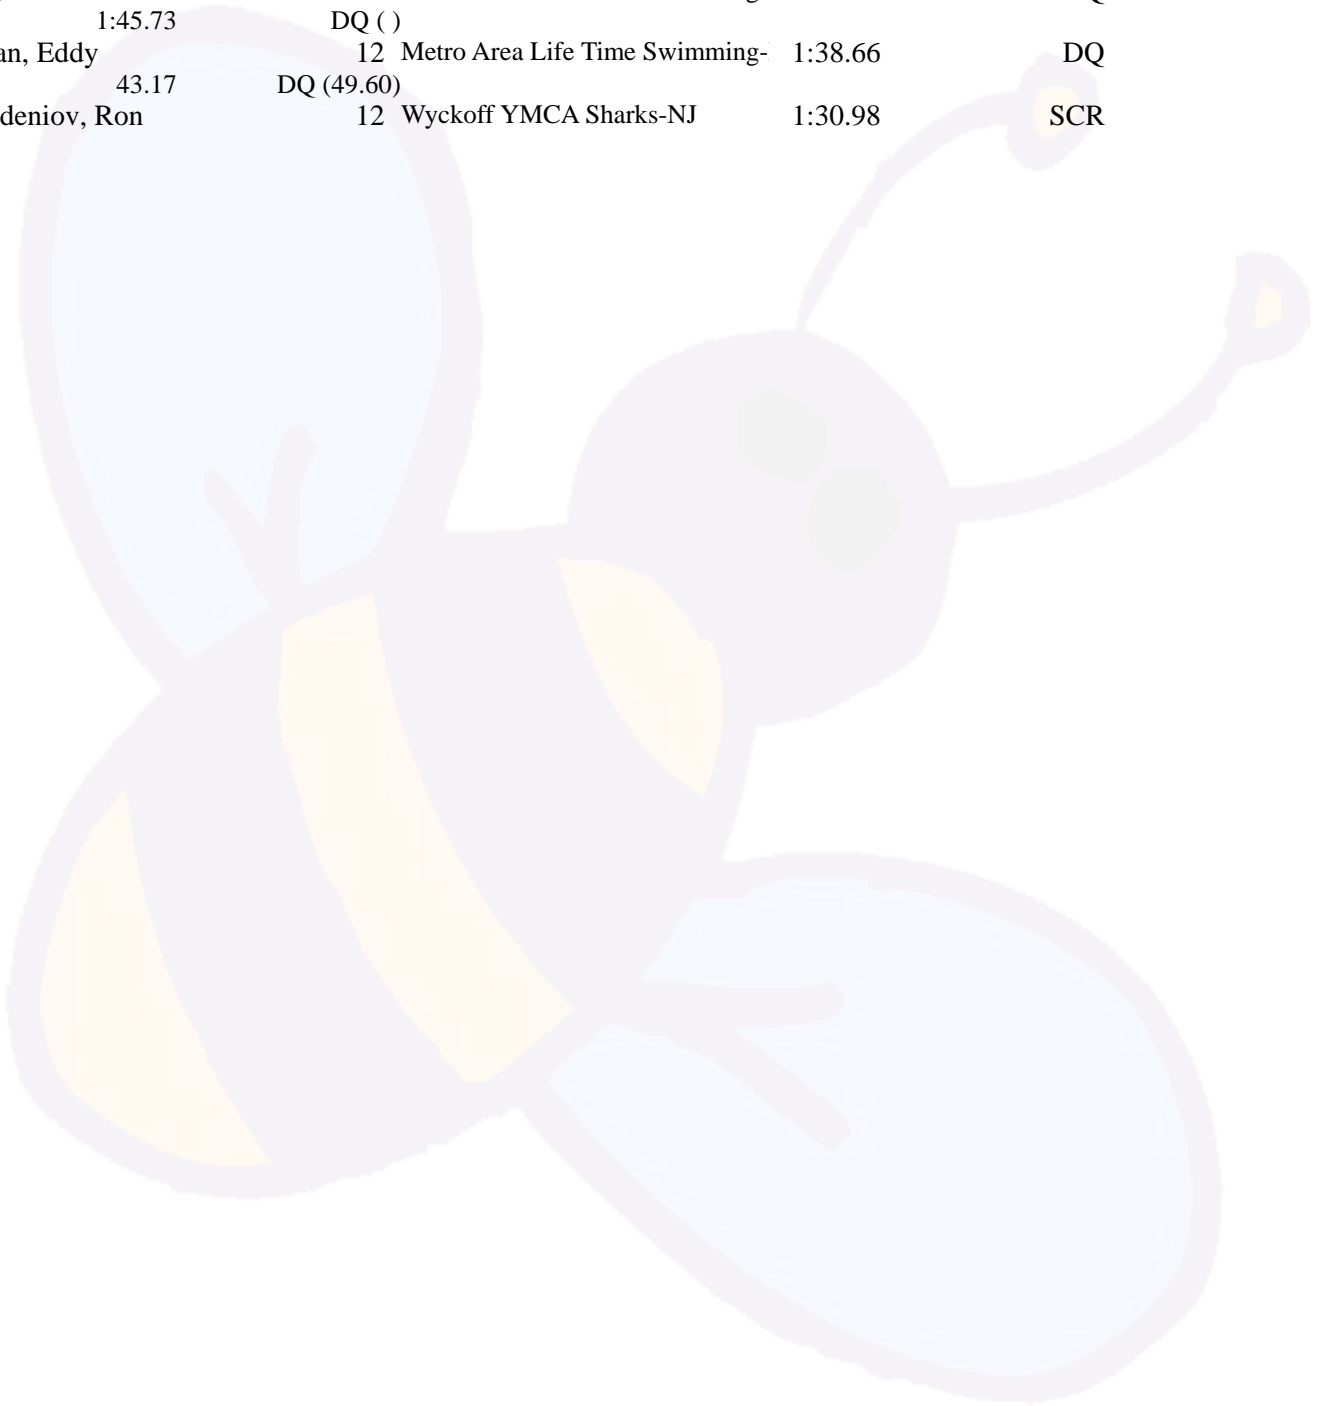 1:45.73 DQ ( )
an, Eddy 12 Metro Area Life Time Swimming- 1:38.66 DQ
43.17 DQ (49.60)
deniov, Ron 12 Wyckoff YMCA Sharks-NJ 1:30.98 SCR